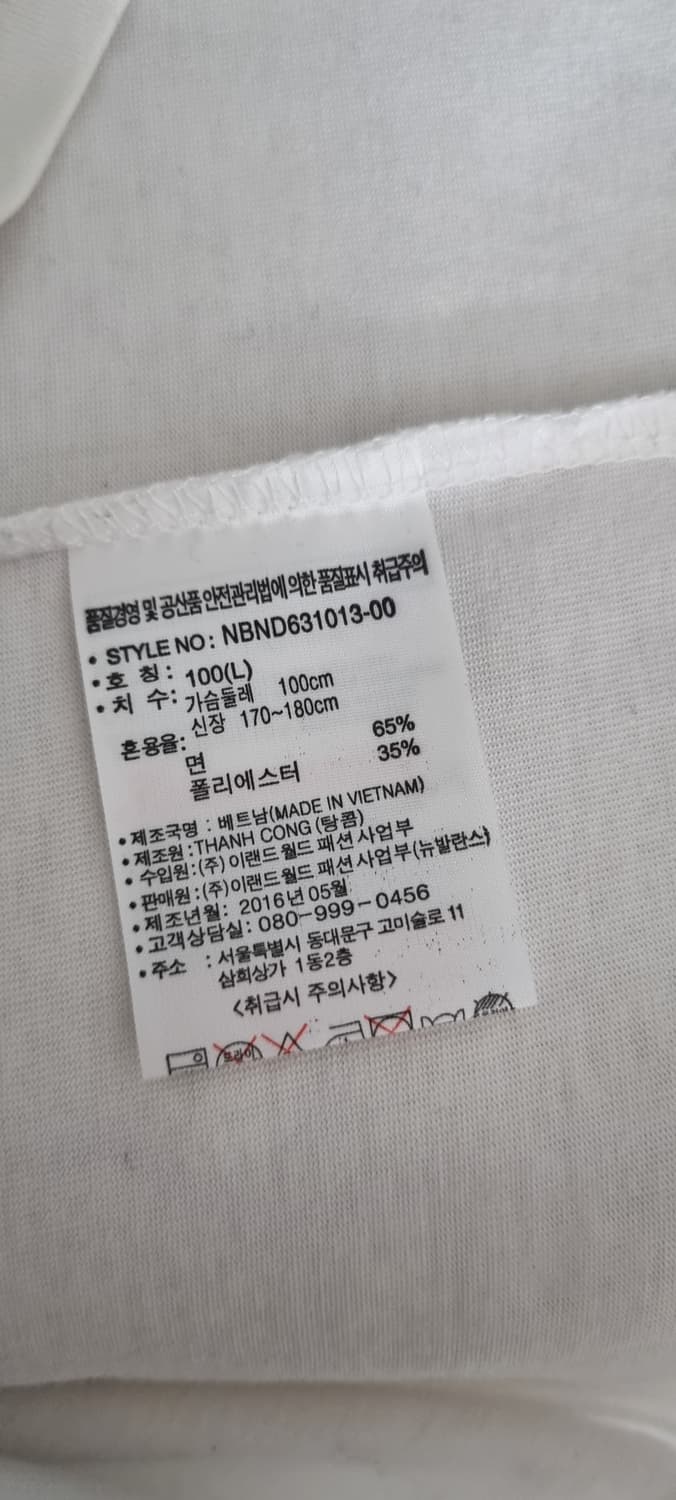 품질경영 및 공산품 안전관리법에 의한 품질표시 취급주의
• STYLE NO : NBND631013-00
• 호 칭 : 100(L)
• 치 수 : 가슴둘레 100cm
신장 170~180cm
혼용율:
면 65%
폴리에스터 35%
• 제조국명 : 베트남(MADE IN VIETNAM)
• 제조원 : THANH CONG (탕콤)
• 수입원 : (주) 이랜드월드 패션사업부
• 판매원 : (주)이랜드월드 패션사업부(뉴발란스)
• 제조년월 : 2016년 05월
• 고객상담실: 080-999-0456
• 주소 : 서울특별시 동대문구 고미술로 11
삼희상가 1동2층
<취급시 주의사항>
드라이